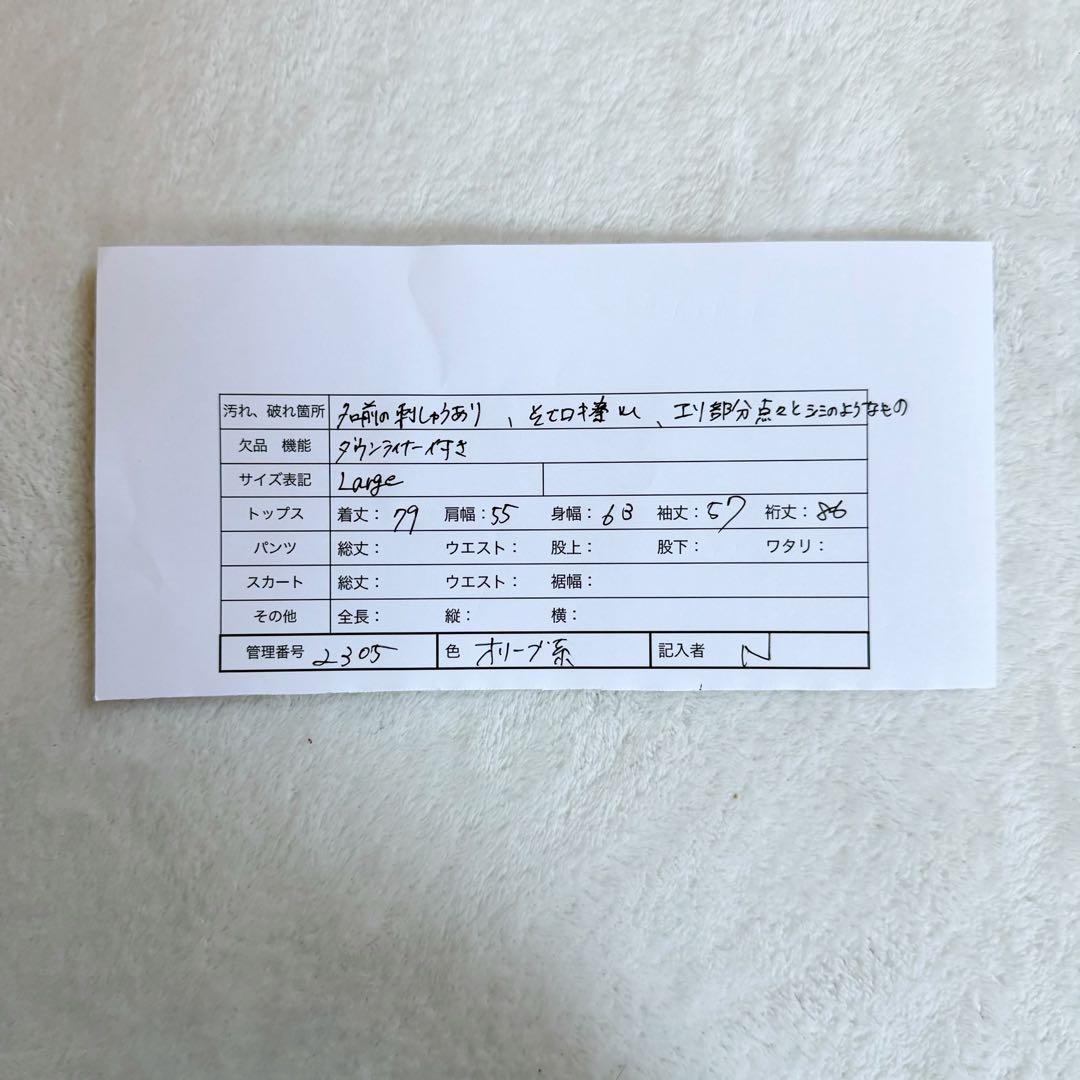 汚れ、破れ箇所 名前の刺しゅうあり、そで口キ擦れ、エリ部分点々とシミのようなもの
欠品 機能 ダウンライナー付き
サイズ表記 Large
トップス 着丈：79 肩幅：55 身幅：63 袖丈：57 裄丈：86
パンツ 総丈： ウエスト： 股上： 股下： ワタリ：
スカート 総丈： ウエスト： 裾幅：
その他 全長： 縦： 横：
管理番号 2305 色 オリーブ系 記入者 N